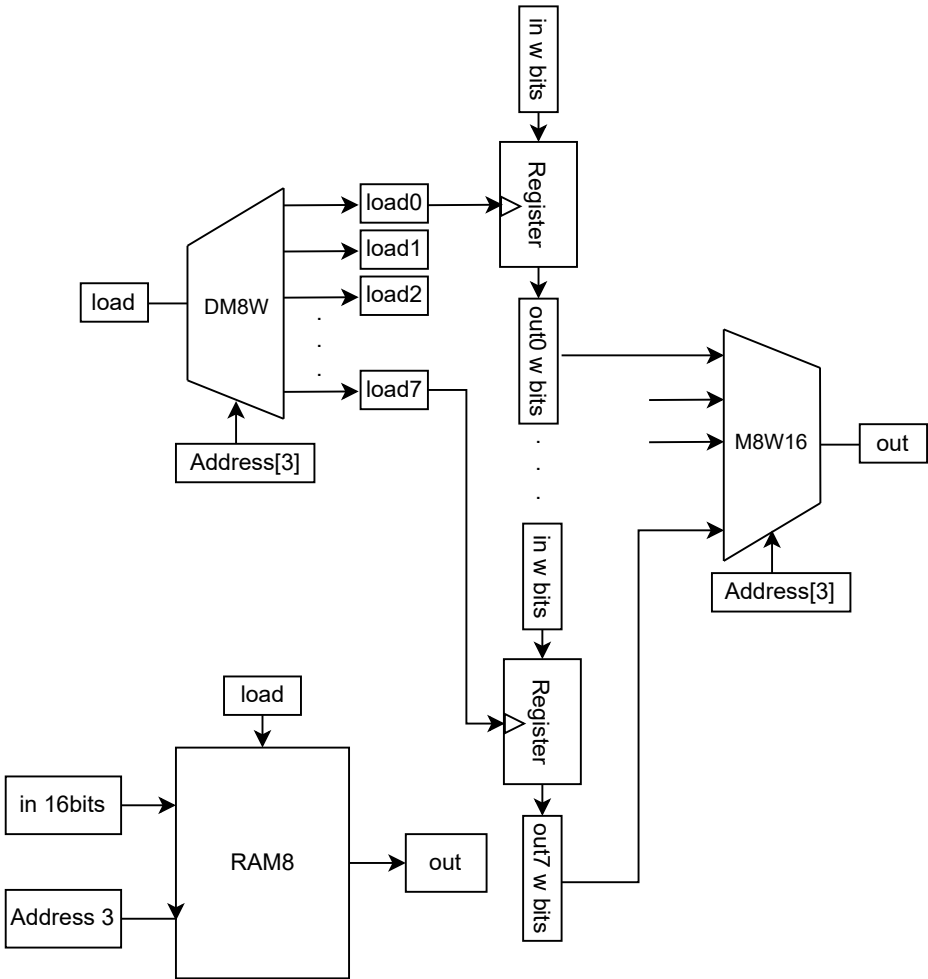 in w bits
Register
load0
load1
load2
load7
load
DM8W
Address[3]
out0 w bits
M8W16
out
Address[3]
in w bits
Register
out7 w bits
load
in 16bits
RAM8
out
Address 3